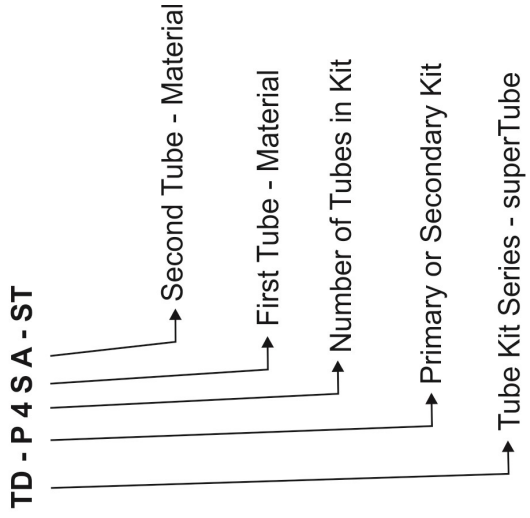 TD - P 4 S A - ST
Second Tube - Material
First Tube - Material
Number of Tubes in Kit
Primary or Secondary Kit
Tube Kit Series - superTube